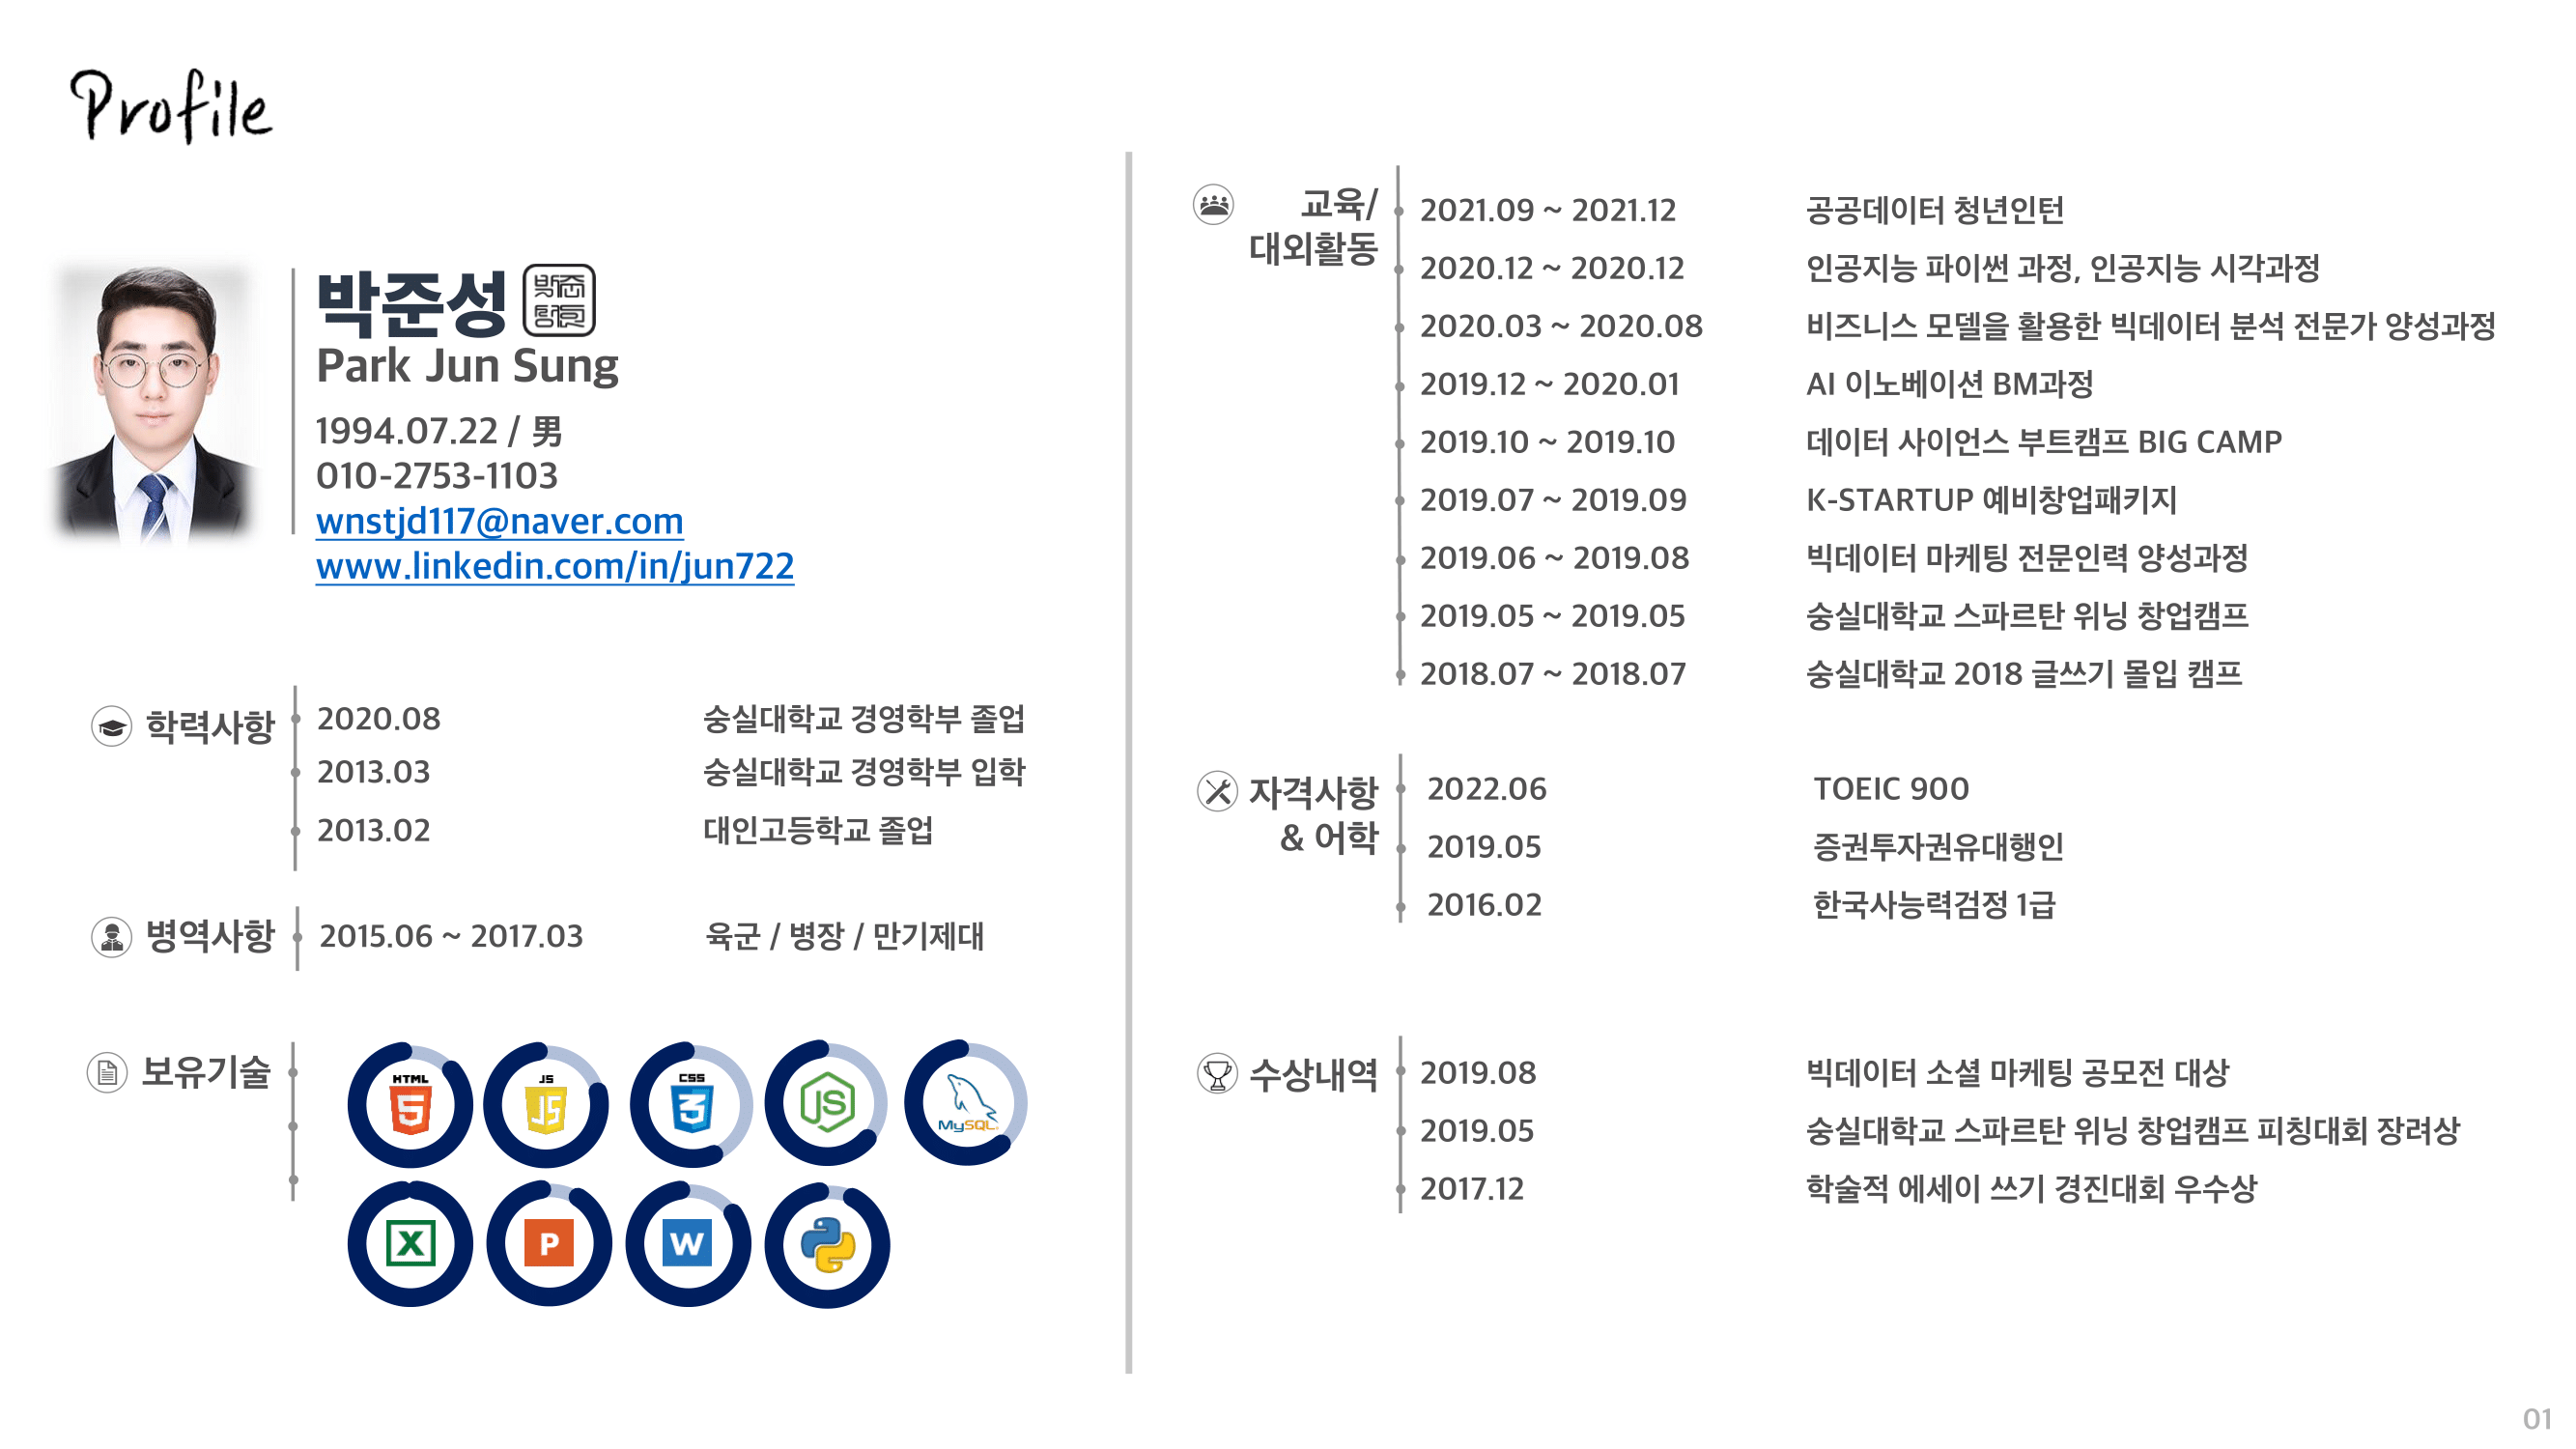 Profile
박준성
Park Jun Sung
1994.07.22 / 男
010-2753-1103
wnstjd117@naver.com
www.linkedin.com/in/jun722
학력사항
2020.08 숭실대학교 경영학부 졸업
2013.03 숭실대학교 경영학부 입학
2013.02 대인고등학교 졸업
병역사항
2015.06 ~ 2017.03 육군 / 병장 / 만기제대
보유기술
HTML 5
JS JS
CSS 3
JS
MySQL
X
P
W
교육/
대외활동
2021.09 ~ 2021.12 공공데이터 청년인턴
2020.12 ~ 2020.12 인공지능 파이썬 과정, 인공지능 시각과정
2020.03 ~ 2020.08 비즈니스 모델을 활용한 빅데이터 분석 전문가 양성과정
2019.12 ~ 2020.01 AI 이노베이션 BM과정
2019.10 ~ 2019.10 데이터 사이언스 부트캠프 BIG CAMP
2019.07 ~ 2019.09 K-STARTUP 예비창업패키지
2019.06 ~ 2019.08 빅데이터 마케팅 전문인력 양성과정
2019.05 ~ 2019.05 숭실대학교 스파르탄 위닝 창업캠프
2018.07 ~ 2018.07 숭실대학교 2018 글쓰기 몰입 캠프
자격사항
& 어학
2022.06 TOEIC 900
2019.05 증권투자권유대행인
2016.02 한국사능력검정 1급
수상내역
2019.08 빅데이터 소셜 마케팅 공모전 대상
2019.05 숭실대학교 스파르탄 위닝 창업캠프 피칭대회 장려상
2017.12 학술적 에세이 쓰기 경진대회 우수상
01